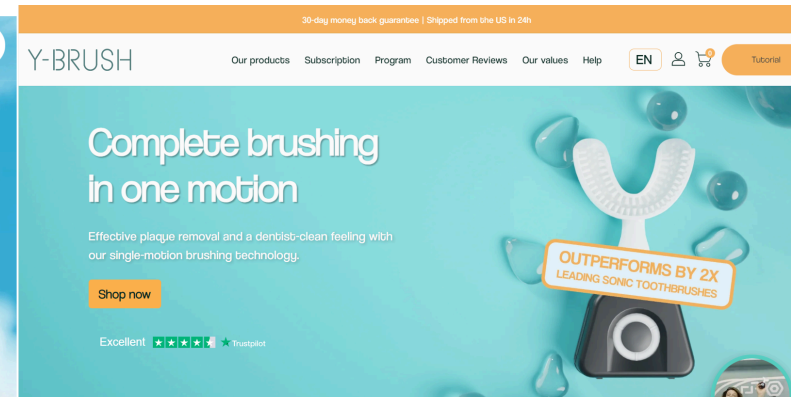 30-day money back guarantee | Shipped from the US in 24h
Y-BRUSH
Our products Subscription Program Customer Reviews Our values Help EN 0 Tutorial
Complete brushing
in one motion
Effective plaque removal and a dentist-clean feeling with
our single-motion brushing technology.
Shop now
Excellent Trustpilot
OUTPERFORMS BY 2X
LEADING SONIC TOOTHBRUSHES